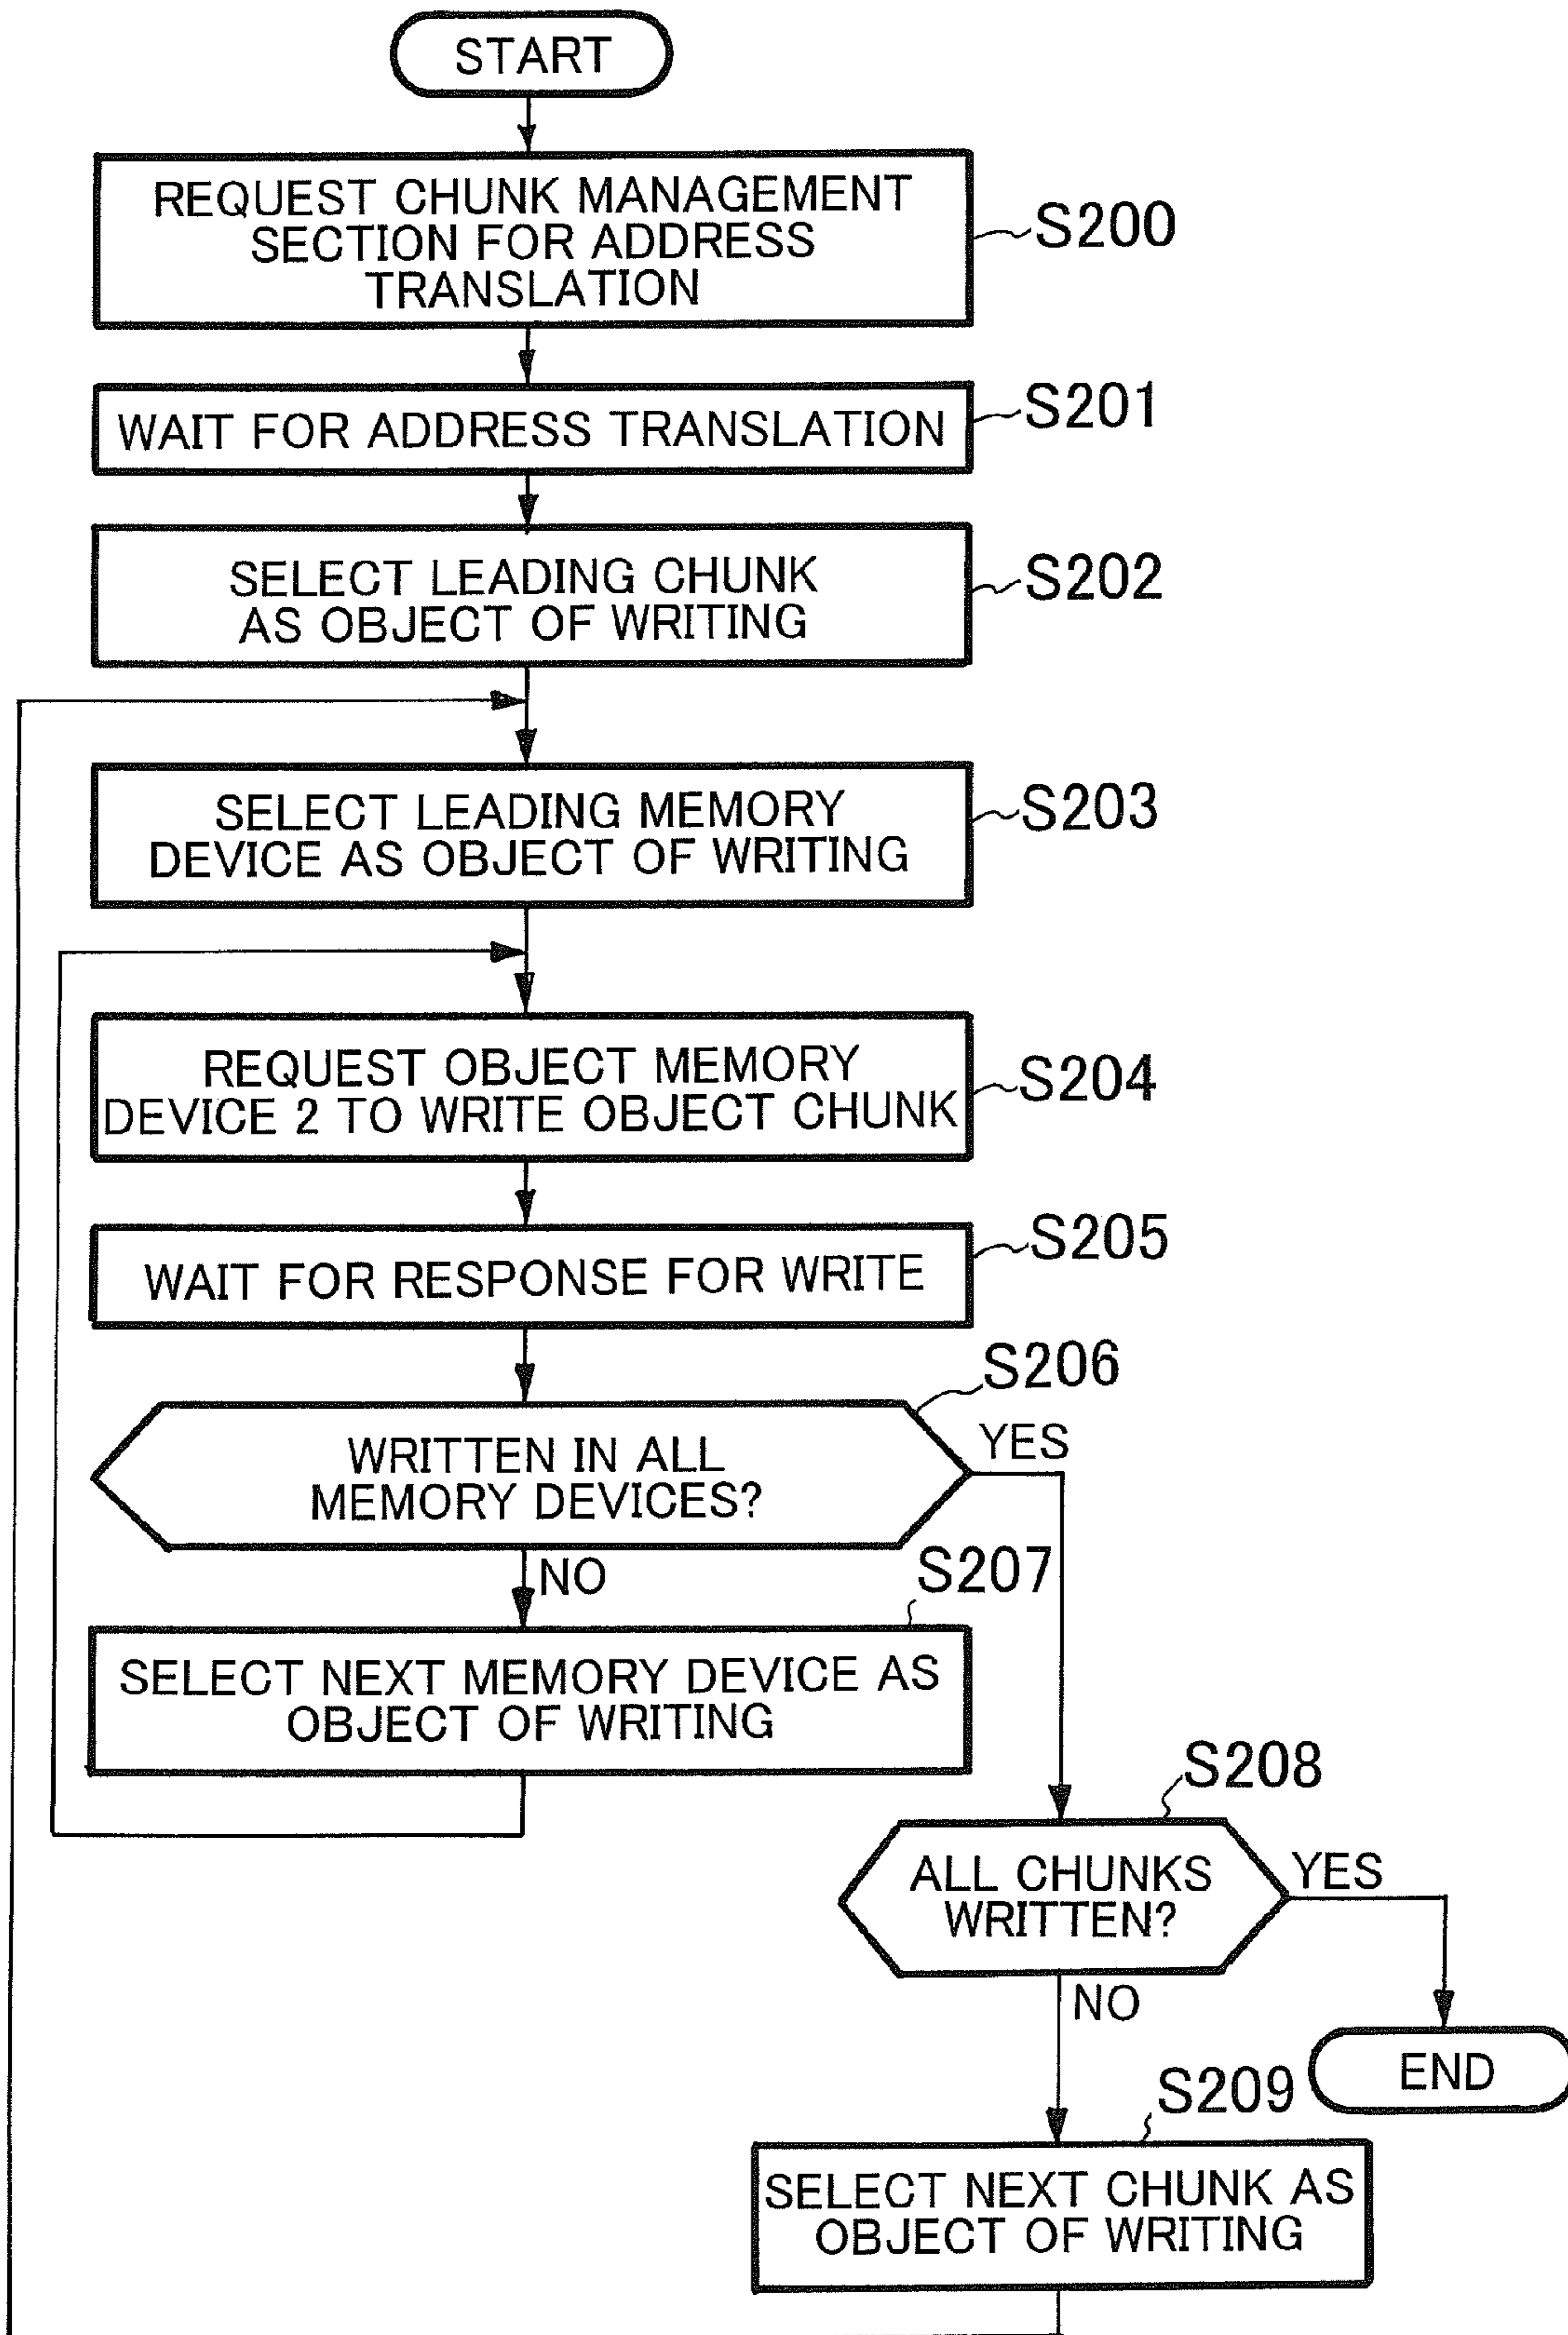 START
REQUEST CHUNK MANAGEMENT
SECTION FOR ADDRESS
TRANSLATION
S200
WAIT FOR ADDRESS TRANSLATION
S201
SELECT LEADING CHUNK
AS OBJECT OF WRITING
S202
SELECT LEADING MEMORY
DEVICE AS OBJECT OF WRITING
S203
REQUEST OBJECT MEMORY
DEVICE 2 TO WRITE OBJECT CHUNK
S204
WAIT FOR RESPONSE FOR WRITE
S205
S206
WRITTEN IN ALL
MEMORY DEVICES?
YES
NO
S207
SELECT NEXT MEMORY DEVICE AS
OBJECT OF WRITING
S208
ALL CHUNKS
WRITTEN?
YES
NO
END
S209
SELECT NEXT CHUNK AS
OBJECT OF WRITING